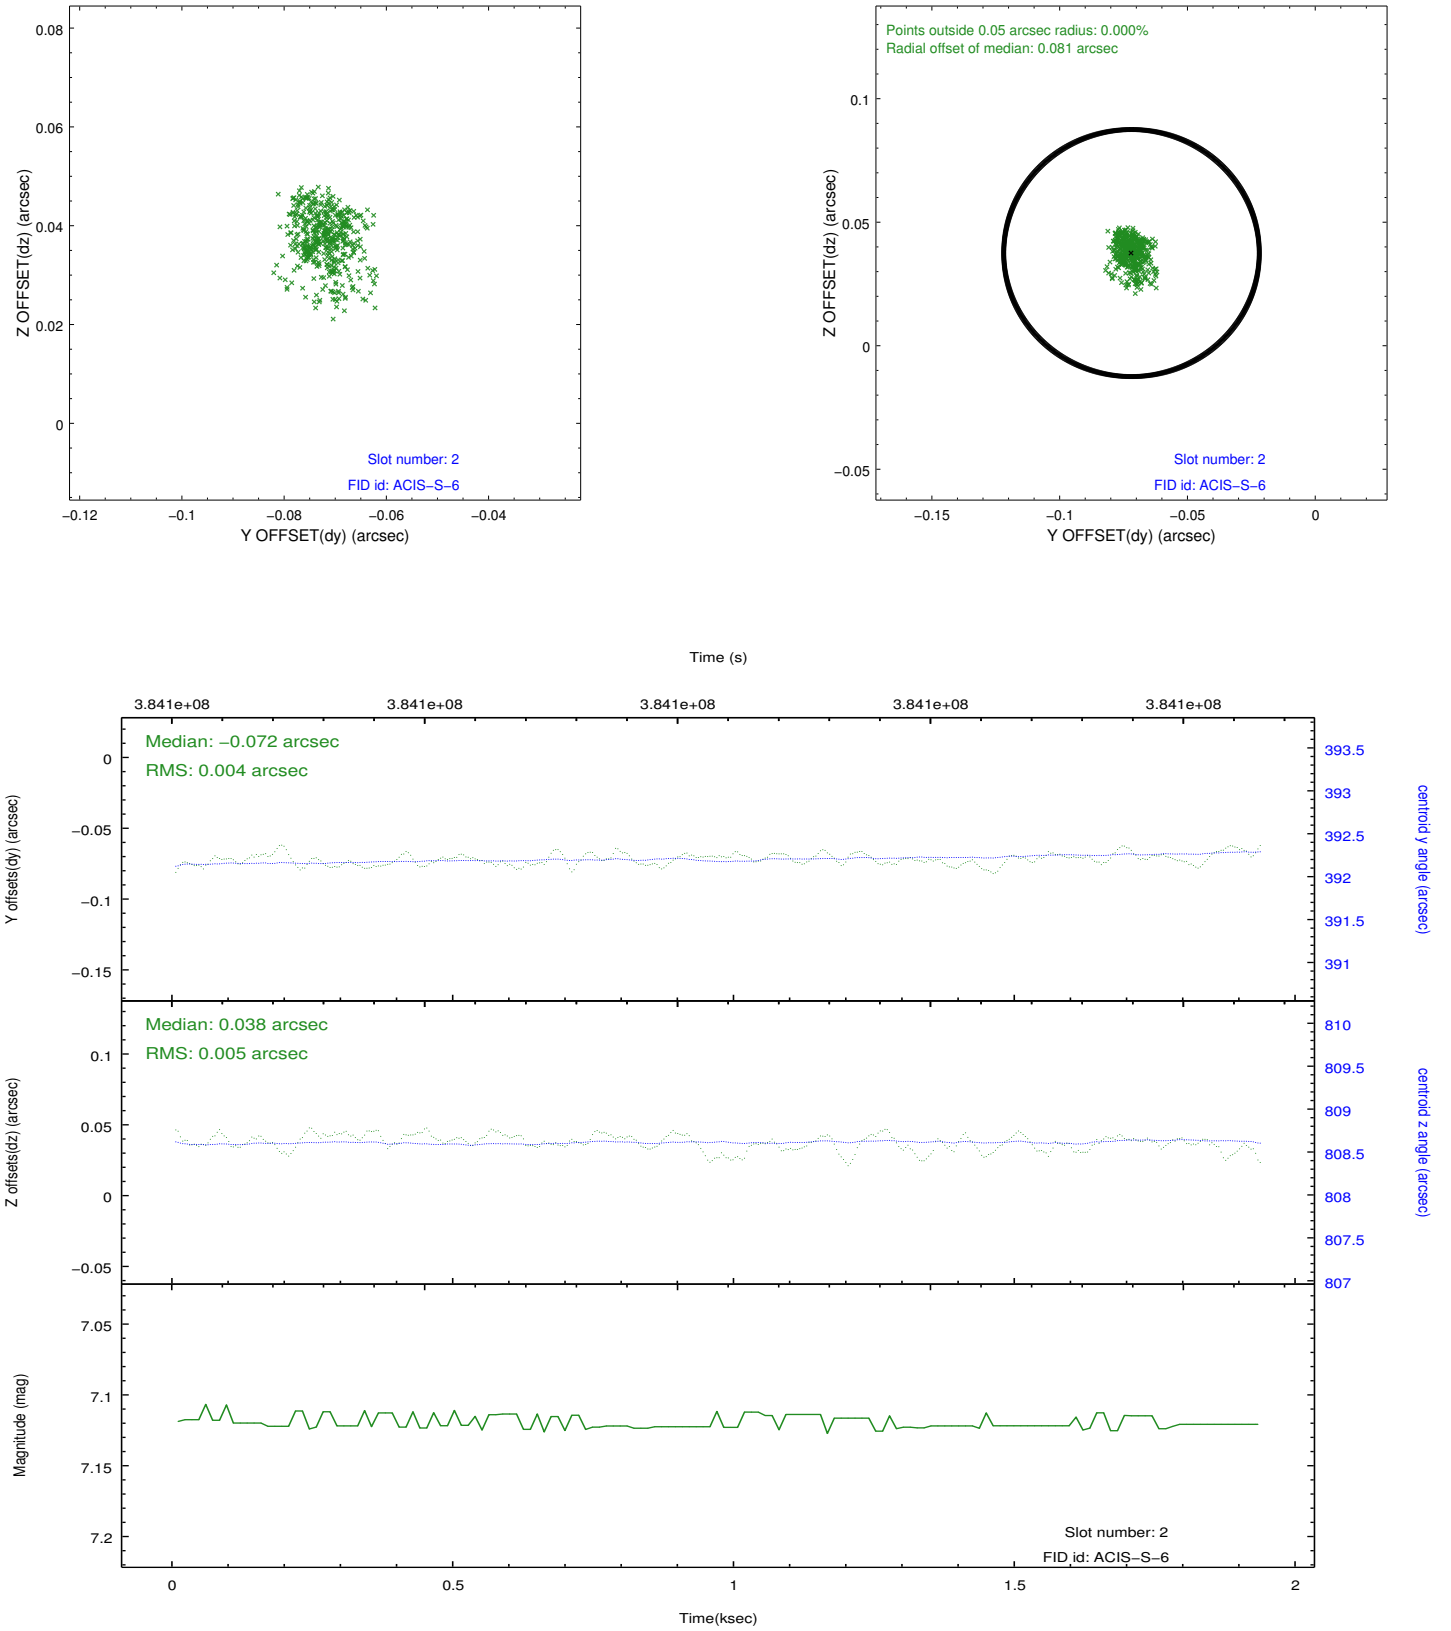 0.08
0.06
0.04
0.02
0
Z OFFSET(dz) (arcsec)
Slot number: 2
FID id: ACIS−S−6
−0.12 −0.1 −0.08 −0.06 −0.04
Y OFFSET(dy) (arcsec)
Points outside 0.05 arcsec radius: 0.000%
Radial offset of median: 0.081 arcsec
0.1
0.05
0
−0.05
Z OFFSET(dz) (arcsec)
Slot number: 2
FID id: ACIS−S−6
−0.15 −0.1 −0.05 0
Y OFFSET(dy) (arcsec)
Time (s)
3.841e+08 3.841e+08 3.841e+08 3.841e+08 3.841e+08
Median: −0.072 arcsec
RMS: 0.004 arcsec
0
−0.05
−0.1
−0.15
Y offsets(dy) (arcsec)
393.5
393
392.5
392
391.5
391
centroid y angle (arcsec)
Median: 0.038 arcsec
RMS: 0.005 arcsec
0.1
0.05
0
−0.05
Z offsets(dz) (arcsec)
810
809.5
809
808.5
808
807.5
807
centroid z angle (arcsec)
7.05
7.1
7.15
7.2
Magnitude (mag)
Slot number: 2
FID id: ACIS−S−6
0 0.5 1 1.5 2
Time(ksec)